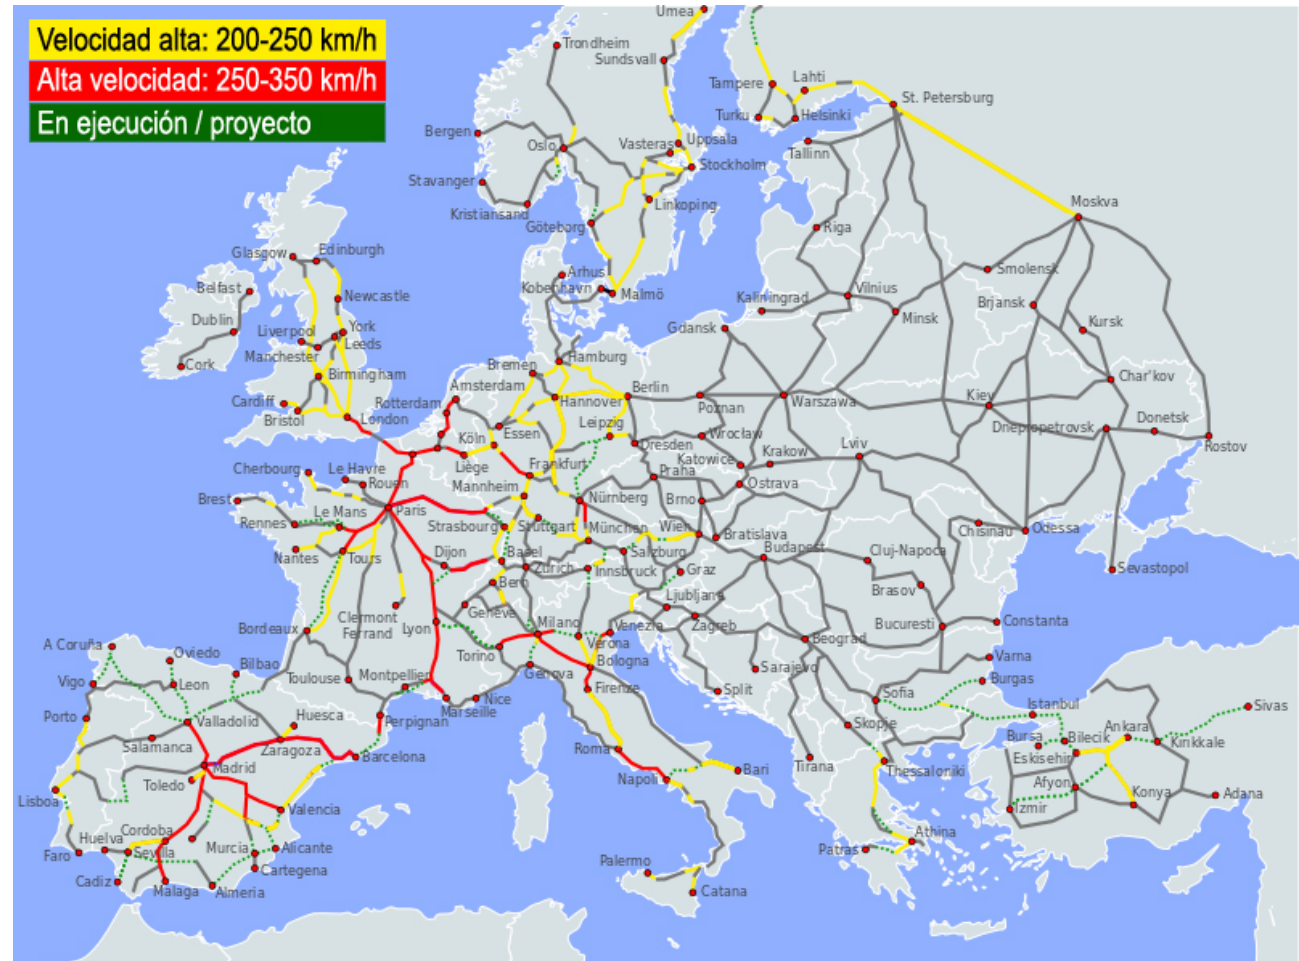 Velocidad alta: 200-250 km/h
Alta velocidad: 250-350 km/h
En ejecución / proyecto
Umea
Trondheim
Sundsvall
Tampere
Lahti
St. Petersburg
Turku
Helsinki
Bergen
Oslo
Vasteras
Uppsala
Tallinn
Stockholm
Stavanger
Kristiansand
Linkoping
Moskva
Göteborg
Riga
Glasgow
Edinburgh
Smolensk
Arhus
Belfast
Kobenhavn
Malmö
Vilnius
Newcastle
Kaliningrad
Brjansk
Dublin
Liverpool
York
Gdansk
Minsk
Kursk
Leeds
Manchester
Cork
Hamburg
Bremen
Birmingham
Amsterdam
Char'kov
Berlin
Cardiff
Rotterdam
Hannover
Poznan
Warszawa
Kiev
Bristol
London
Donetsk
Essen
Leipzig
Wrocław
Dnepropetrovsk
Köln
Dresden
Lviv
Rostov
Katowice
Krakow
Cherbourg
Le Havre
Liège
Frankfurt
Praha
Rouen
Mannheim
Ostrava
Brest
Nürnberg
Brno
Rennes
Le Mans
Paris
Strasbourg
Stuttgart
München
Wien
Chisinau
Odessa
Bratislava
Nantes
Tours
Dijon
Basel
Salzburg
Budapest
Cluj-Napoca
Zürich
Innsbruck
Graz
Sevastopol
Bern
Brasov
Clermont
Ferrand
Genève
Ljubljana
Bordeaux
Lyon
Milano
Venezia
Zagreb
Bucuresti
Constanta
A Coruña
Torino
Verona
Beograd
Oviedo
Bilbao
Bologna
Sarajevo
Varna
Vigo
Leon
Toulouse
Montpellier
Genova
Firenze
Split
Sofia
Burgas
Marseille
Nice
Porto
Valladolid
Huesca
Perpignan
Istanbul
Sivas
Salamanca
Zaragoza
Roma
Skopje
Bursa
Bilecik
Ankara
Kirikkale
Madrid
Barcelona
Eskisehir
Toledo
Napoli
Bari
Tirana
Thessaloniki
Afyon
Lisboa
Valencia
Izmir
Konya
Adana
Huelva
Cordoba
Athina
Faro
Sevilla
Murcia
Alicante
Patras
Palermo
Cartegena
Cadiz
Malaga
Almeria
Catana